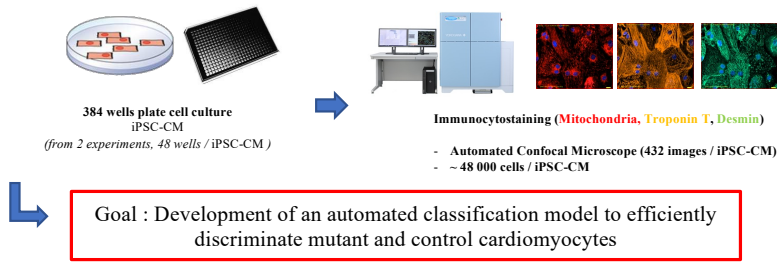 384 wells plate cell culture
iPSC-CM
(from 2 experiments, 48 wells / iPSC-CM )
Immunocytostaining (Mitochondria, Troponin T, Desmin)
- Automated Confocal Microscope (432 images / iPSC-CM)
- ~ 48 000 cells / iPSC-CM
Goal : Development of an automated classification model to efficiently
discriminate mutant and control cardiomyocytes